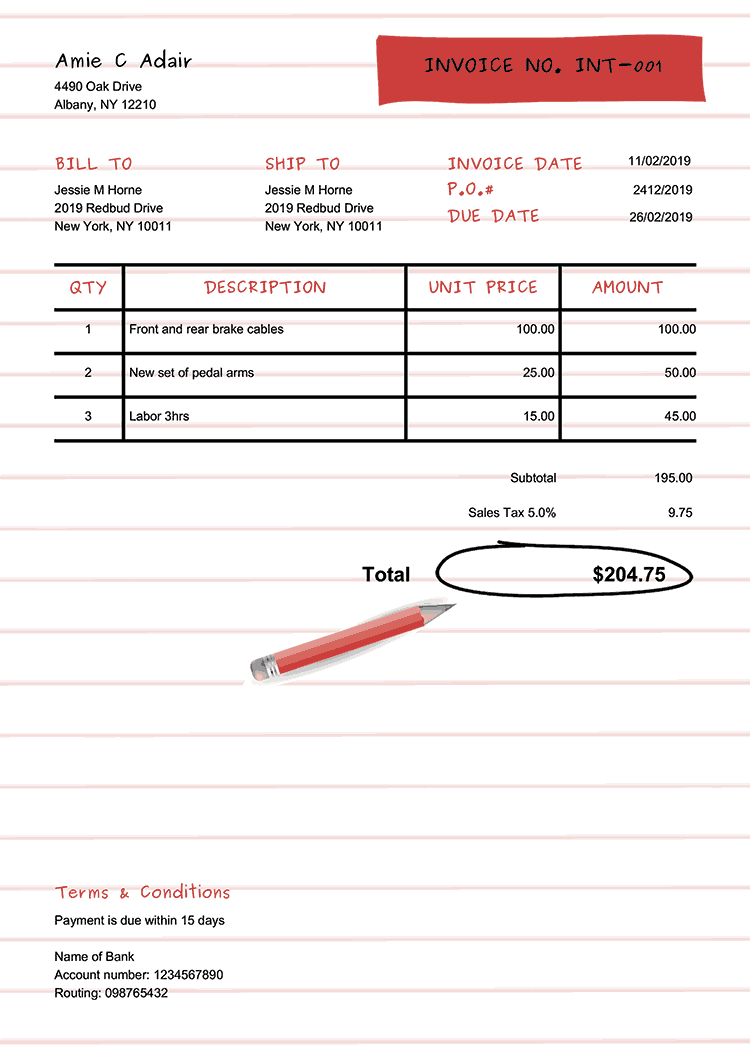 Amie C Adair
INVOICE NO. INT-001
4490 Oak Drive
Albany, NY 12210
BILL TO
Jessie M Horne
2019 Redbud Drive
New York, NY 10011
SHIP TO
Jessie M Horne
2019 Redbud Drive
New York, NY 10011
INVOICE DATE 11/02/2019
P.O.# 2412/2019
DUE DATE 26/02/2019
QTY DESCRIPTION UNIT PRICE AMOUNT
1 Front and rear brake cables 100.00 100.00
2 New set of pedal arms 25.00 50.00
3 Labor 3hrs 15.00 45.00
Subtotal 195.00
Sales Tax 5.0% 9.75
Total $204.75
Terms & Conditions
Payment is due within 15 days
Name of Bank
Account number: 1234567890
Routing: 098765432